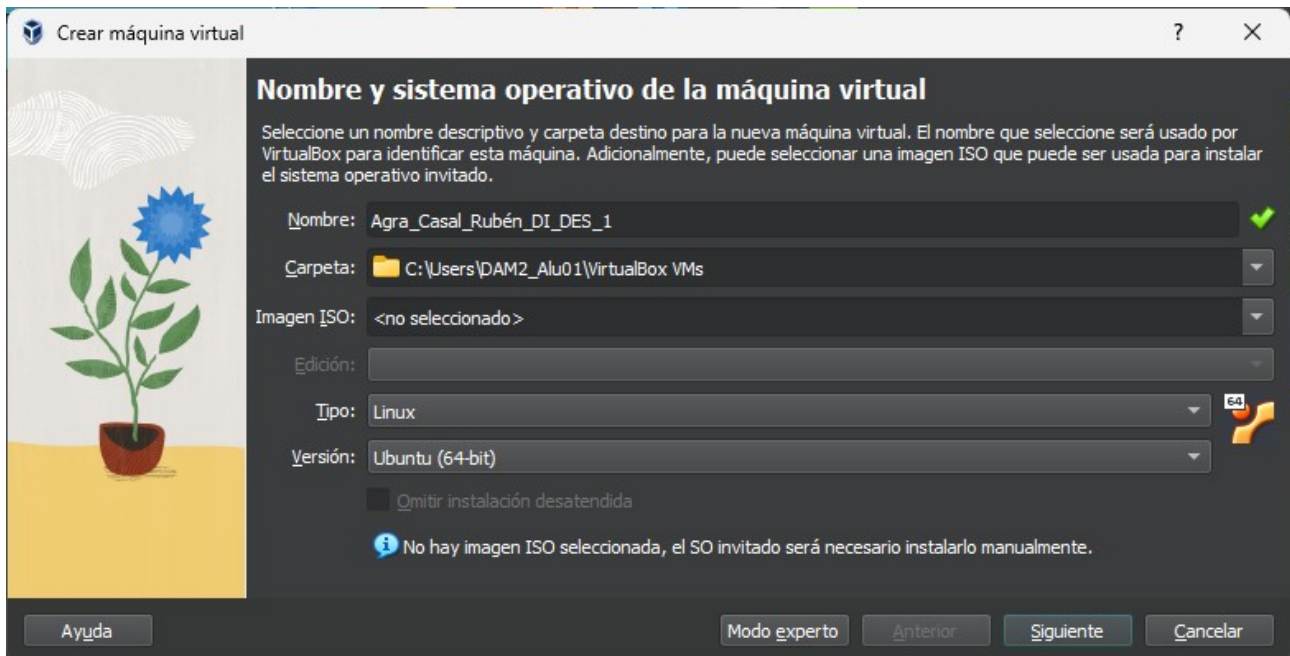 Crear máquina virtual
?
Nombre y sistema operativo de la máquina virtual
Seleccione un nombre descriptivo y carpeta destino para la nueva máquina virtual. El nombre que seleccione será usado por
VirtualBox para identificar esta máquina. Adicionalmente, puede seleccionar una imagen ISO que puede ser usada para instalar
el sistema operativo invitado.
Nombre: Agra_Casal_Rubén_DI_DES_1
Carpeta: C:\Users\DAM2_Alu01\VirtualBox VMs
Imagen ISO: <no seleccionado>
Edición:
Tipo: Linux
64
Versión: Ubuntu (64-bit)
Omitir instalación desatendida
No hay imagen ISO seleccionada, el SO invitado será necesario instalarlo manualmente.
Ayuda Modo experto Anterior Siguiente Cancelar